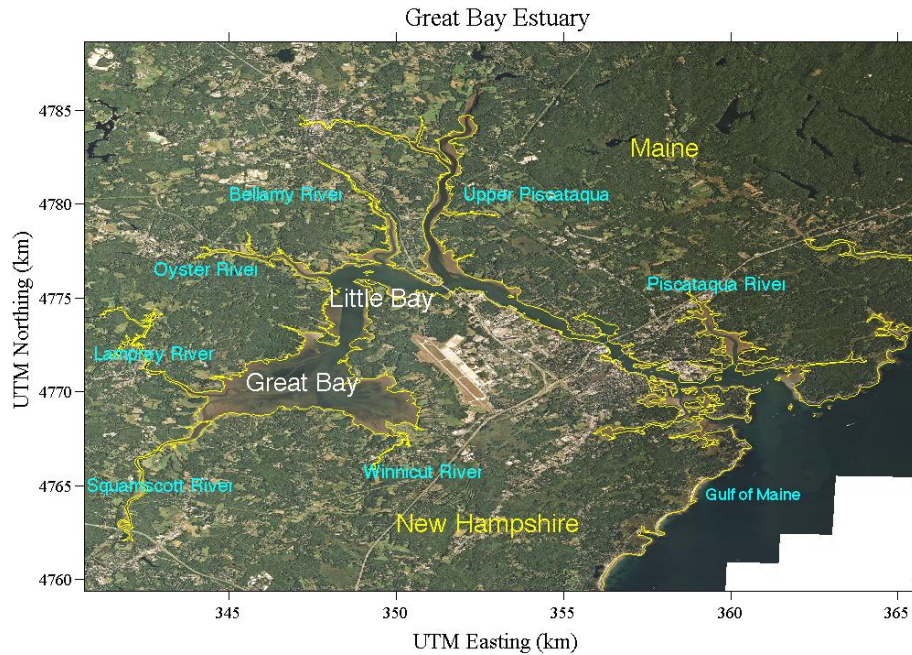 Great Bay Estuary
4785
Maine
Bellamy River
Upper Piscataqua
4780
Oyster River
Piscataqua River
4775
Little Bay
UTM Northing (km)
Lamprey River
4770
Great Bay
Winnicut River
4765
Squamscott River
Gulf of Maine
New Hampshire
4760
345
350
355
360
365
UTM Easting (km)